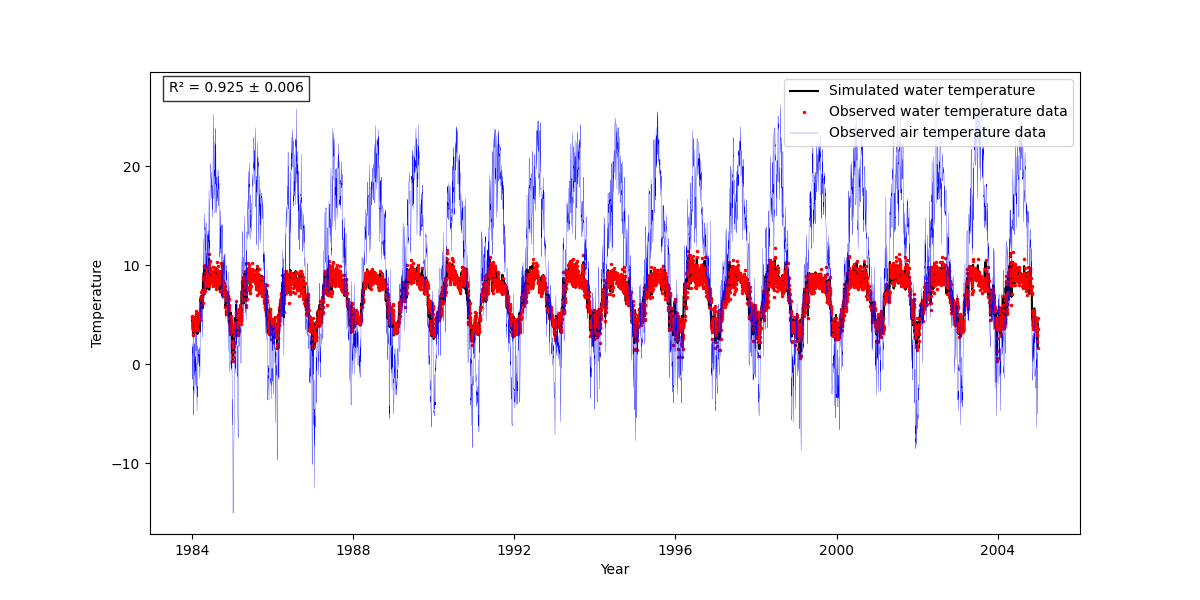 R² = 0.925 ± 0.006
Simulated water temperature
Observed water temperature data
Observed air temperature data
Temperature
20
10
0
−10
1984
1988
1992
1996
2000
2004
Year